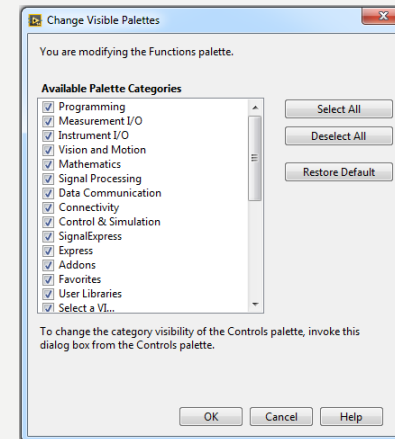 Change Visible Palettes
You are modifying the Functions palette.
Available Palette Categories
Programming
Measurement I/O
Instrument I/O
Vision and Motion
Mathematics
Signal Processing
Data Communication
Connectivity
Control & Simulation
SignalExpress
Express
Addons
Favorites
User Libraries
Select a VI...
Select All
Deselect All
Restore Default
To change the category visibility of the Controls palette, invoke this
dialog box from the Controls palette.
OK
Cancel
Help